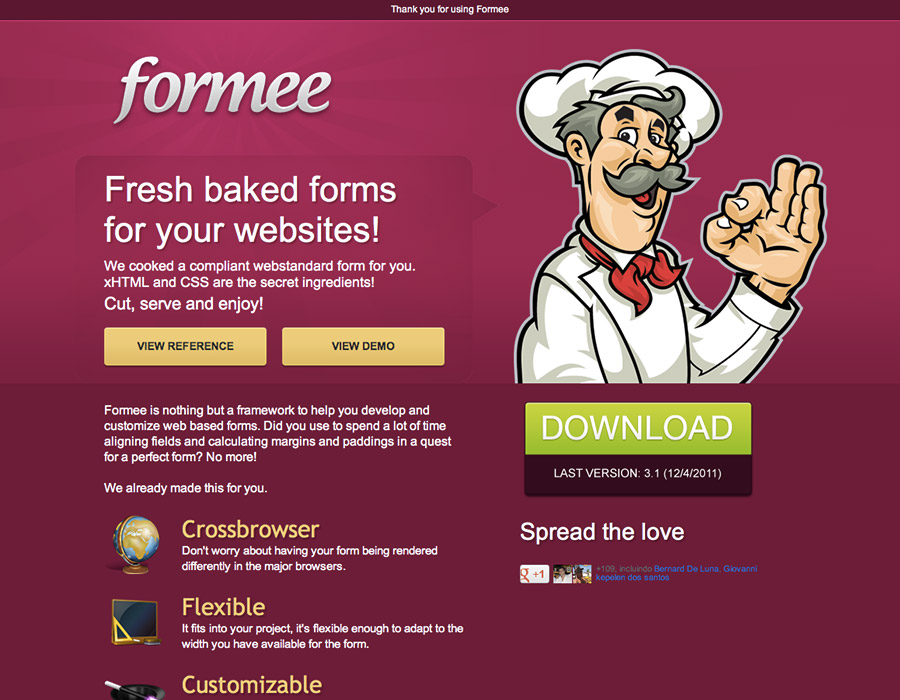 Thank you for using Formee
formee
Fresh baked forms
for your websites!
We cooked a compliant webstandard form for you.
xHTML and CSS are the secret ingredients!
Cut, serve and enjoy!
VIEW REFERENCE
VIEW DEMO
Formee is nothing but a framework to help you develop and
customize web based forms. Did you use to spend a lot of time
aligning fields and calculating margins and paddings in a quest
for a perfect form? No more!
We already made this for you.
DOWNLOAD
LAST VERSION: 3.1 (12/4/2011)
Spread the love
g +1
+109, incluindo Bernard De Luna, Giovanni
kepelen dos santos
Crossbrowser
Don't worry about having your form being rendered
differently in the major browsers.
Flexible
It fits into your project, it's flexible enough to adapt to the
width you have available for the form.
Customizable